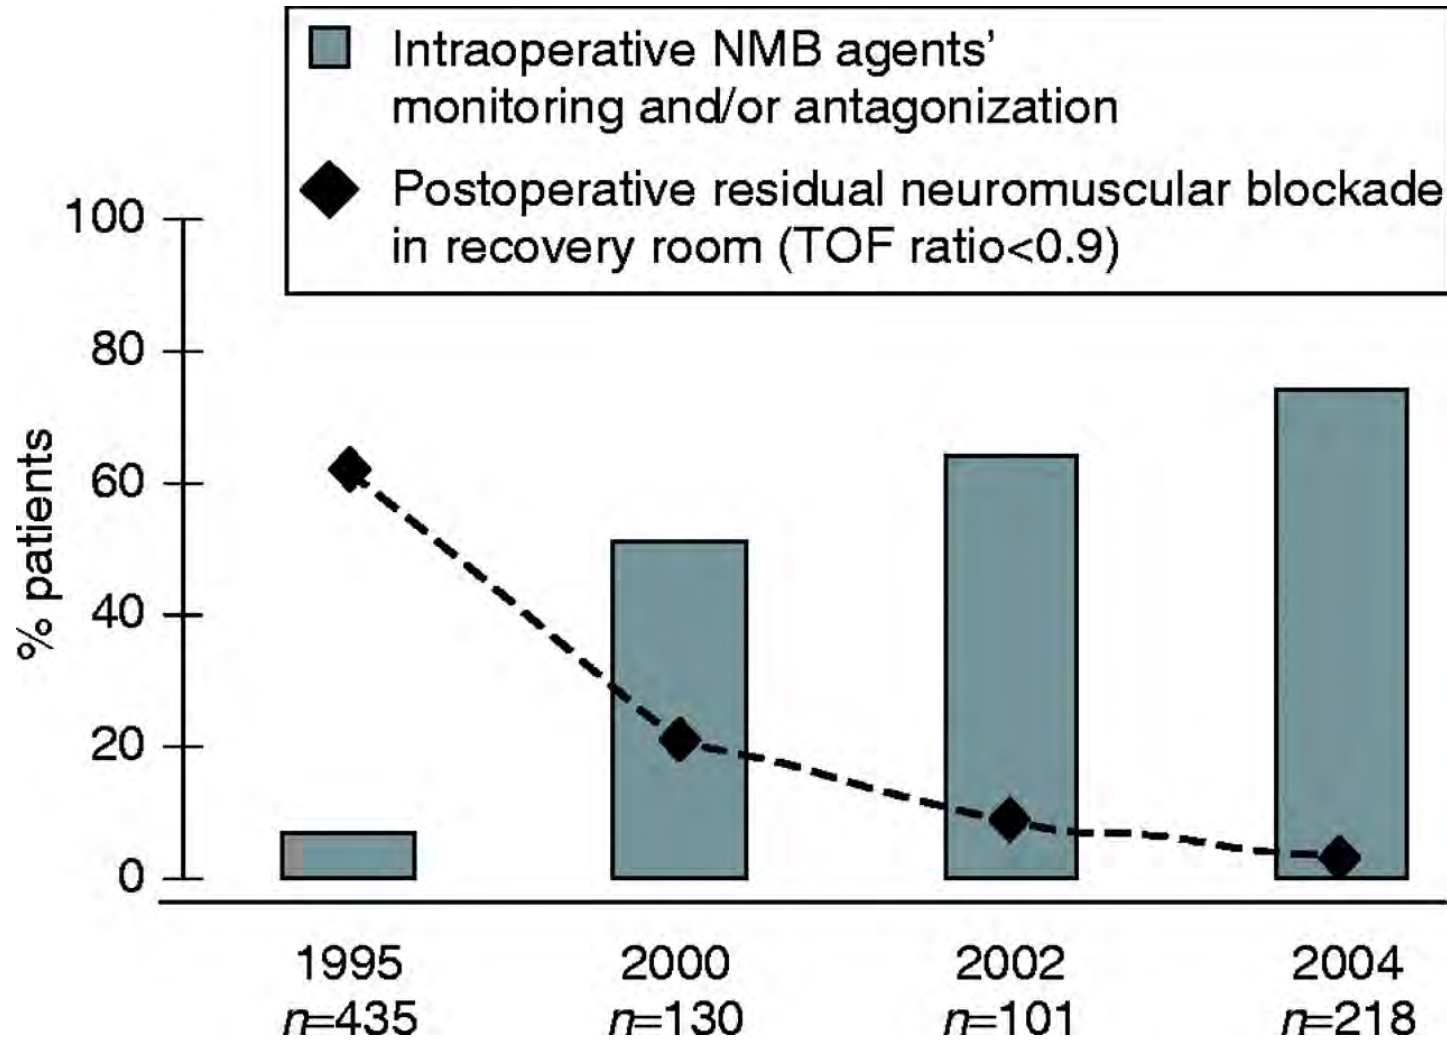 Intraoperative NMB agents’
monitoring and/or antagonization
Postoperative residual neuromuscular blockade
in recovery room (TOF ratio<0.9)
% patients
100
80
60
40
20
0
1995 2000 2002 2004
n=435 n=130 n=101 n=218